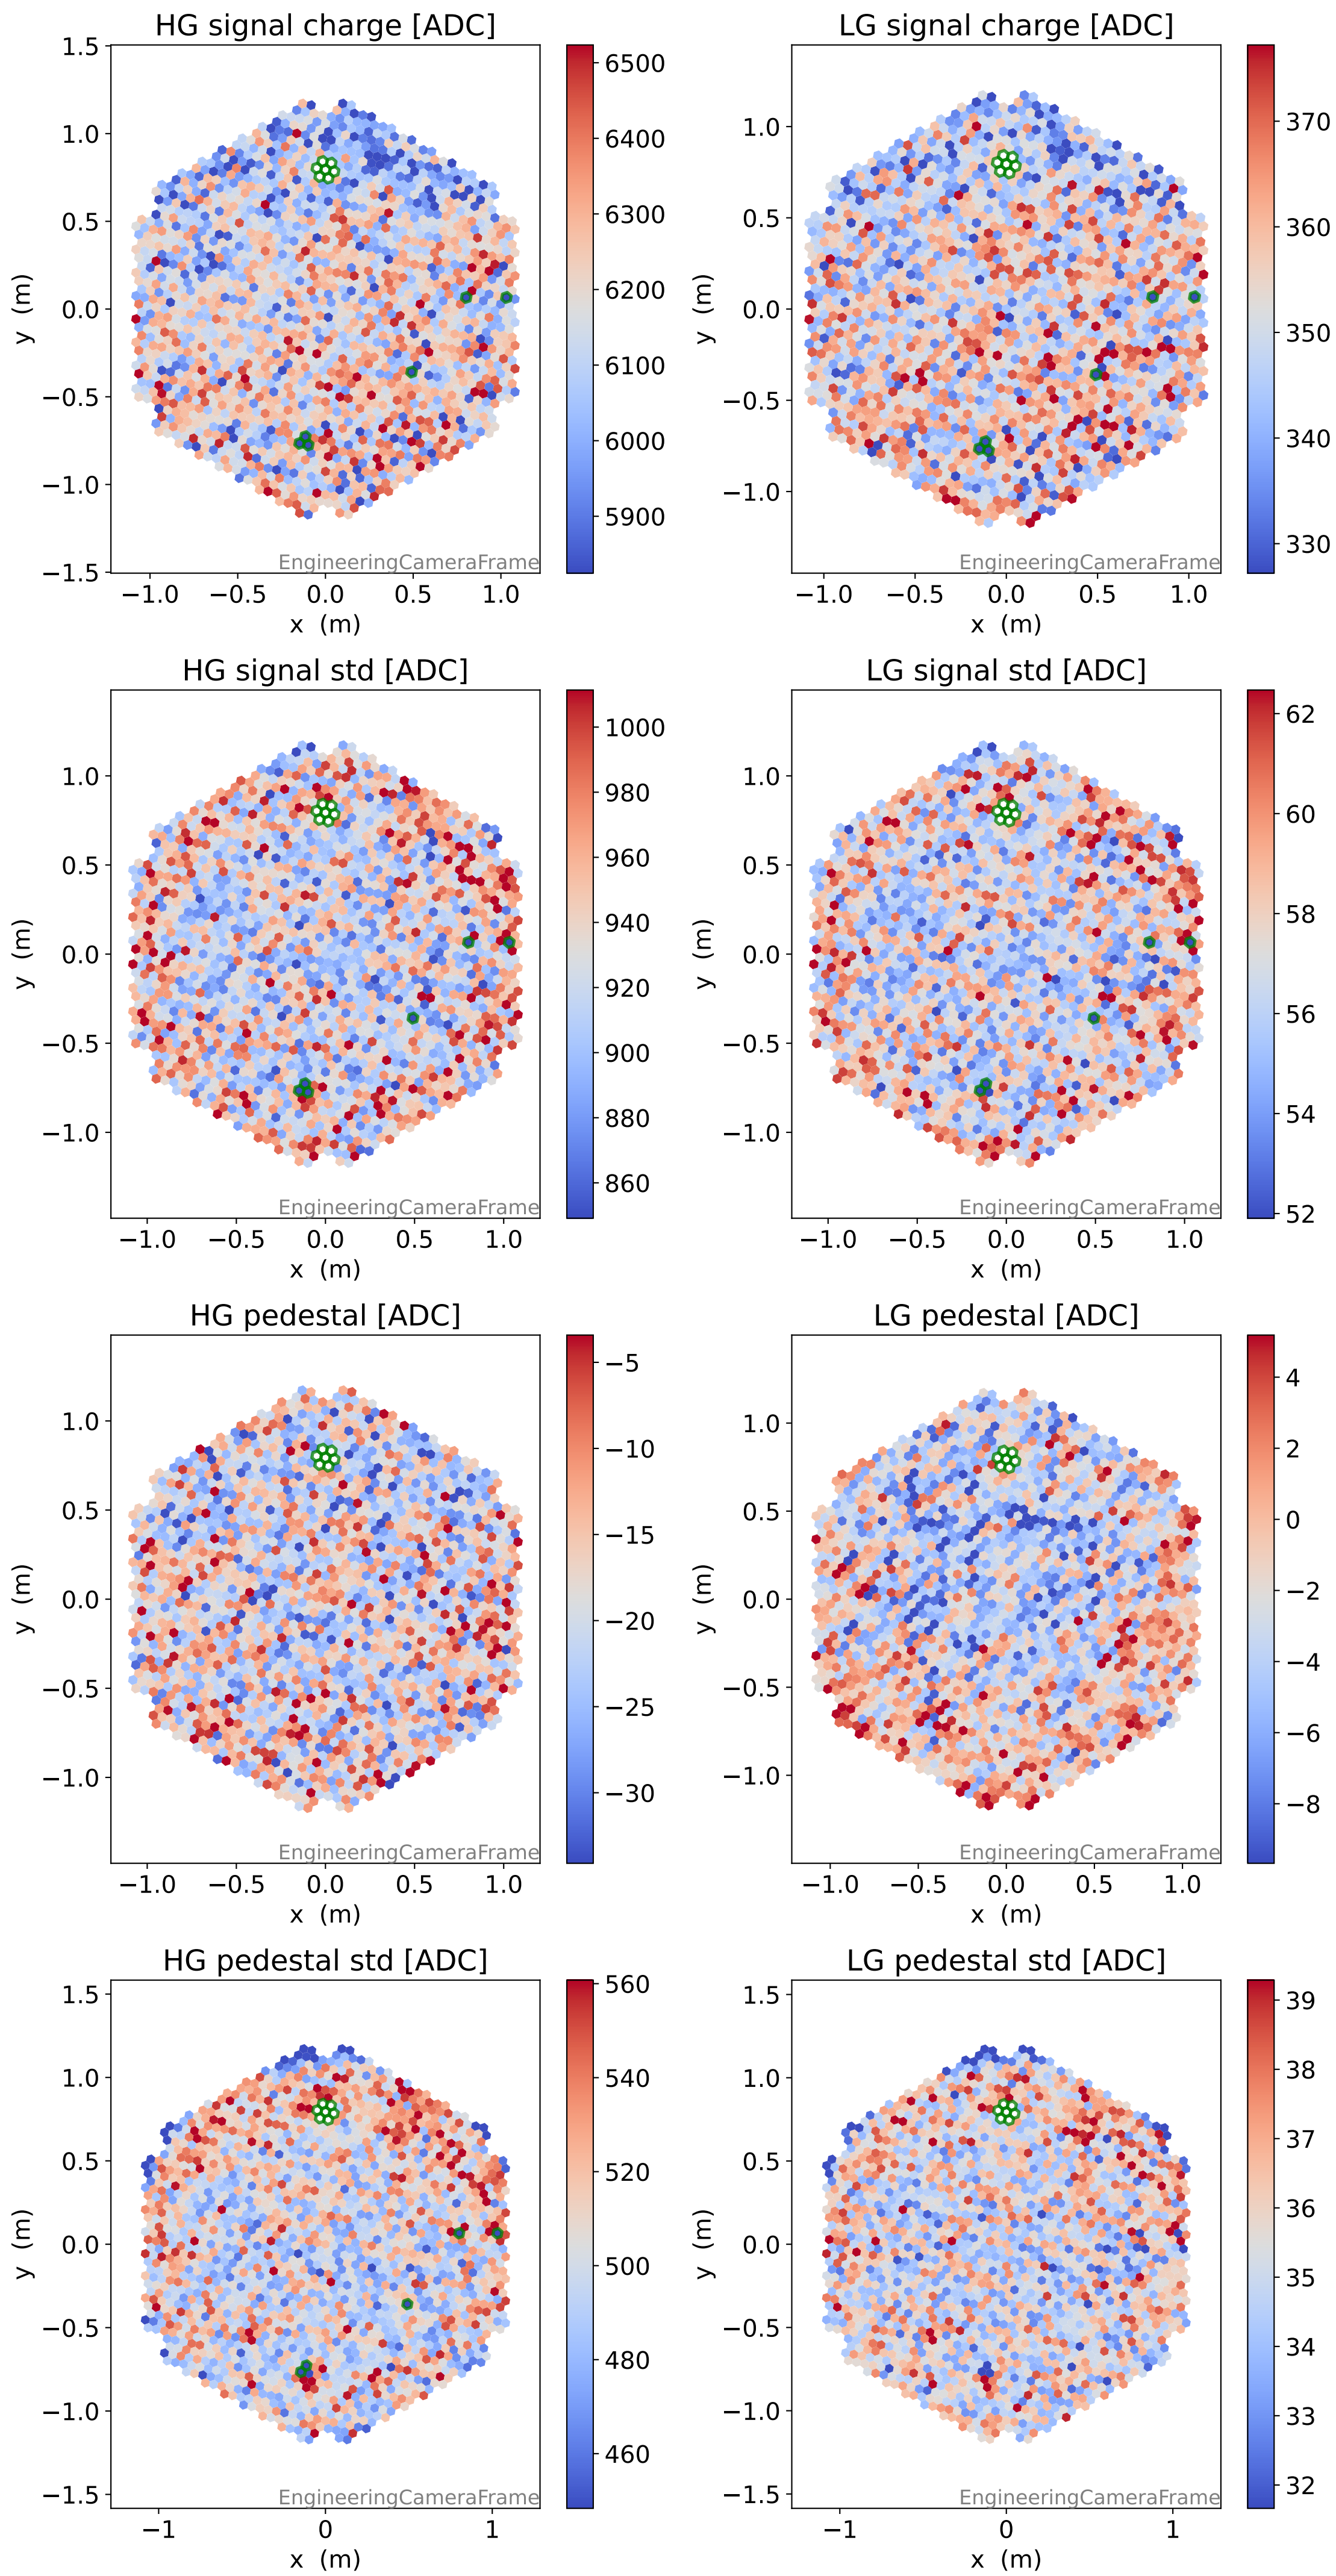 HG signal charge [ADC]
1.5
1.0
0.5
0.0
−0.5
−1.0
−1.5
y (m)
−1.0 −0.5 0.0 0.5 1.0
x (m)
EngineeringCameraFrame
6500
6400
6300
6200
6100
6000
5900
LG signal charge [ADC]
1.0
0.5
0.0
−0.5
−1.0
y (m)
−1.0 −0.5 0.0 0.5 1.0
x (m)
EngineeringCameraFrame
370
360
350
340
330
HG signal std [ADC]
1.0
0.5
0.0
−0.5
−1.0
y (m)
−1.0 −0.5 0.0 0.5 1.0
x (m)
EngineeringCameraFrame
1000
980
960
940
920
900
880
860
LG signal std [ADC]
1.0
0.5
0.0
−0.5
−1.0
y (m)
−1.0 −0.5 0.0 0.5 1.0
x (m)
EngineeringCameraFrame
62
60
58
56
54
52
HG pedestal [ADC]
1.0
0.5
0.0
−0.5
−1.0
y (m)
−1.0 −0.5 0.0 0.5 1.0
x (m)
EngineeringCameraFrame
−5
−10
−15
−20
−25
−30
LG pedestal [ADC]
1.0
0.5
0.0
−0.5
−1.0
y (m)
−1.0 −0.5 0.0 0.5 1.0
x (m)
EngineeringCameraFrame
4
2
0
−2
−4
−6
−8
HG pedestal std [ADC]
1.5
1.0
0.5
0.0
−0.5
−1.0
−1.5
y (m)
−1 0 1
x (m)
EngineeringCameraFrame
560
540
520
500
480
460
LG pedestal std [ADC]
1.5
1.0
0.5
0.0
−0.5
−1.0
−1.5
y (m)
−1 0 1
x (m)
EngineeringCameraFrame
39
38
37
36
35
34
33
32